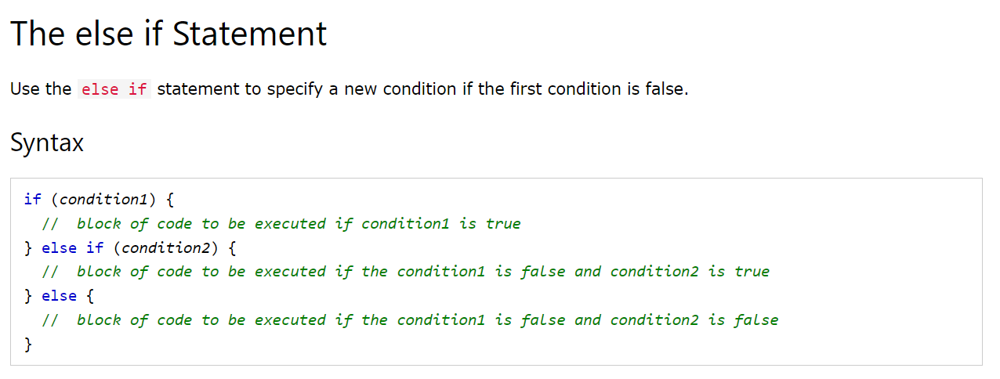 The else if Statement
Use the else if statement to specify a new condition if the first condition is false.
Syntax
if (condition1) {
  //  block of code to be executed if condition1 is true
} else if (condition2) {
  //  block of code to be executed if the condition1 is false and condition2 is true
} else {
  //  block of code to be executed if the condition1 is false and condition2 is false
}